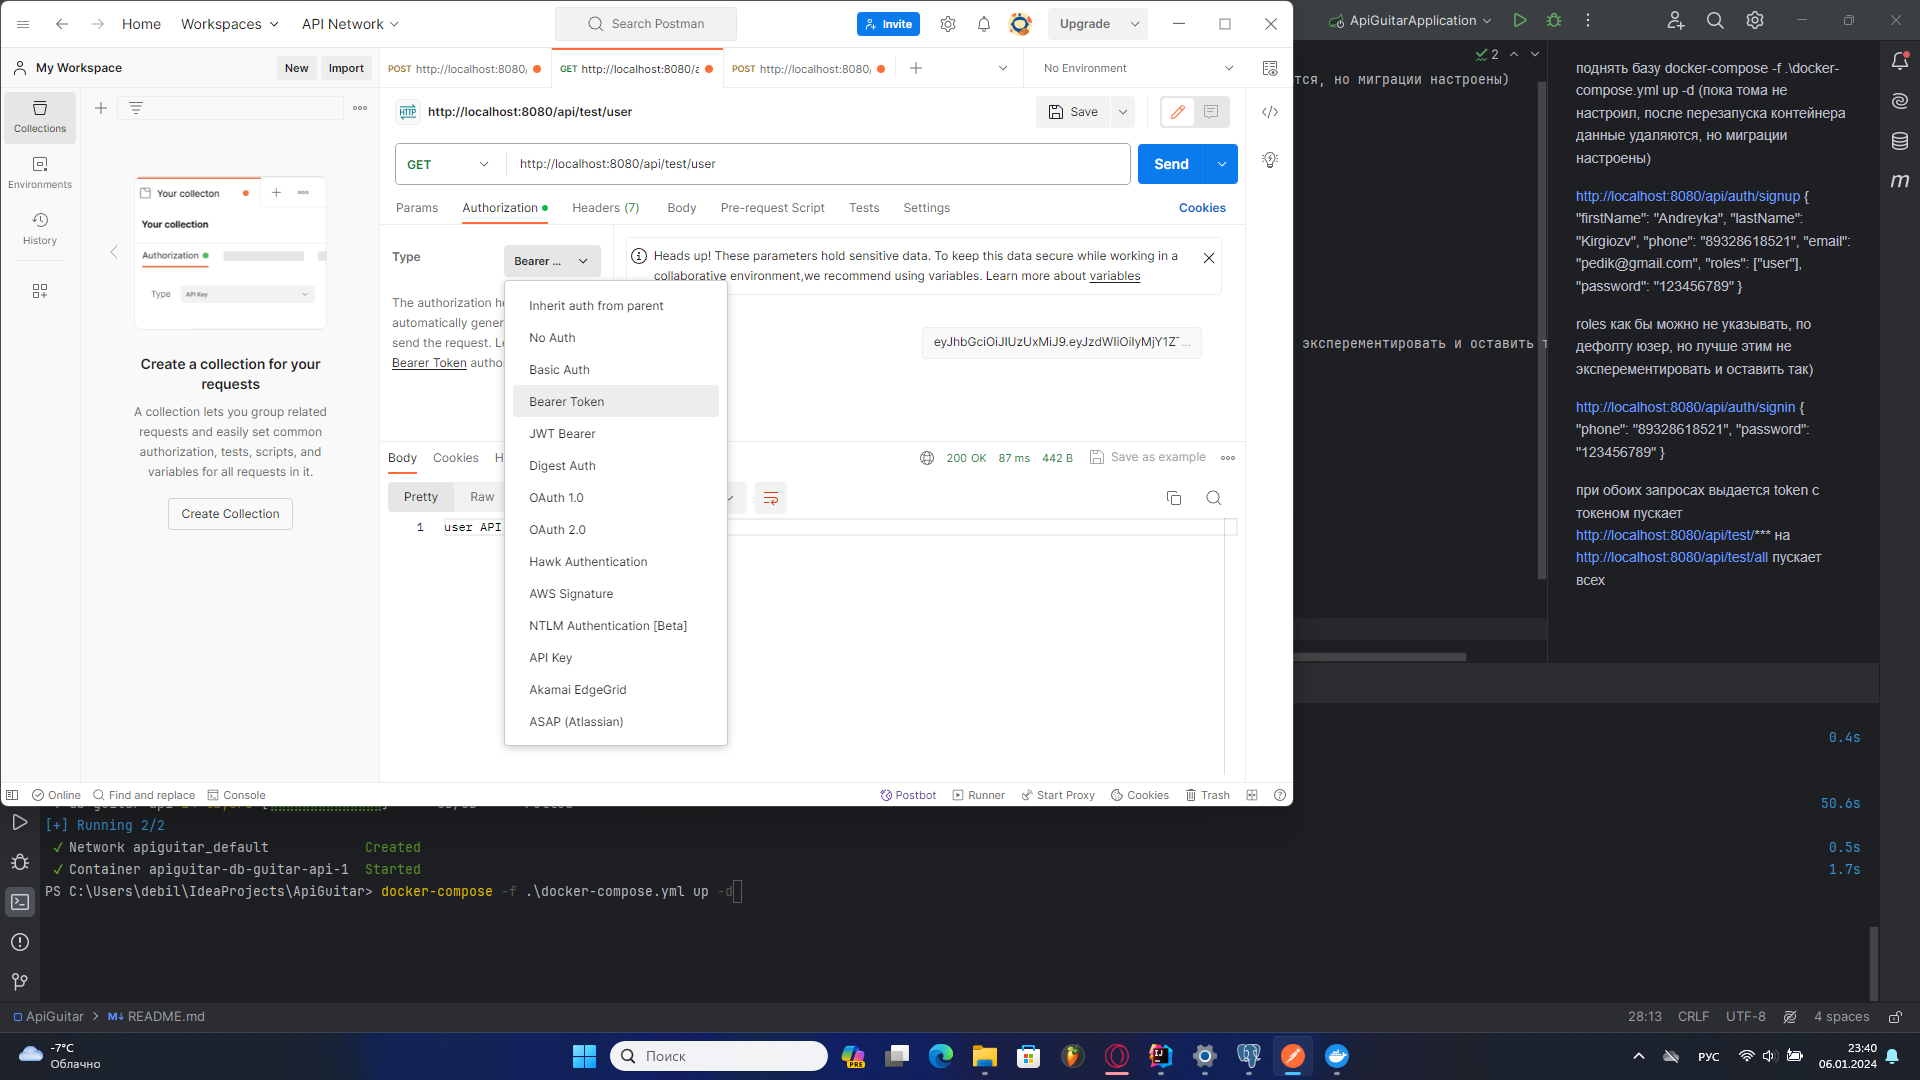 Home
Workspaces
API Network
Search Postman
Invite
Upgrade
ApiGuitarApplication
My Workspace
New
Import
POST http://localhost:8080/
GET http://localhost:8080/a
POST http://localhost:8080/
No Environment
2
тся, но миграции настроены)
Collections
Environments
History
HTTP
http://localhost:8080/api/test/user
Save
GET
http://localhost:8080/api/test/user
Send
Params
Authorization
Headers (7)
Body
Pre-request Script
Tests
Settings
Cookies
Your collecton
Your collection
Authorization
Type
API Key
Create a collection for your
requests
A collection lets you group related
requests and easily set common
authorization, tests, scripts, and
variables for all requests in it.
Create Collection
Type
Bearer ...
Heads up! These parameters hold sensitive data. To keep this data secure while working in a
collaborative environment,we recommend using variables. Learn more about variables
The authorization he
automatically gener
send the request. Le
Bearer Token autho
eyJhbGciOiJIUzUxMiJ9.eyJzdWIiOiIyMjY1Z...
Inherit auth from parent
No Auth
Basic Auth
Bearer Token
JWT Bearer
Digest Auth
OAuth 1.0
OAuth 2.0
Hawk Authentication
AWS Signature
NTLM Authentication [Beta]
API Key
Akamai EdgeGrid
ASAP (Atlassian)
Body
Cookies
H
200 OK
87 ms
442 B
Save as example
Pretty
Raw
1
user API
эксперементировать и оставить т
поднять базу docker-compose -f .\docker-
compose.yml up -d (пока тома не
настроил, после перезапуска контейнера
данные удаляются, но миграции
настроены)
http://localhost:8080/api/auth/signup {
"firstName": "Andreyka", "lastName":
"Kirgiozv", "phone": "89328618521", "email":
"pedik@gmail.com", "roles": ["user"],
"password": "123456789" }
roles как бы можно не указывать, по
дефолту юзер, но лучше этим не
эксперементировать и оставить так)
http://localhost:8080/api/auth/signin {
"phone": "89328618521", "password":
"123456789" }
при обоих запросах выдается token с
токеном пускает
http://localhost:8080/api/test/*** на
http://localhost:8080/api/test/all пускает
всех
Online
Find and replace
Console
Postbot
Runner
Start Proxy
Cookies
Trash
0.4s
50.6s
[+] Running 2/2
✓ Network apiguitar_default Created 0.5s
✓ Container apiguitar-db-guitar-api-1 Started 1.7s
PS C:\Users\debil\IdeaProjects\ApiGuitar> docker-compose -f .\docker-compose.yml up -d
ApiGuitar > M↓ README.md
28:13
CRLF
UTF-8
4 spaces
-7°C
Облачно
Поиск
PRE
РУС
23:40
06.01.2024